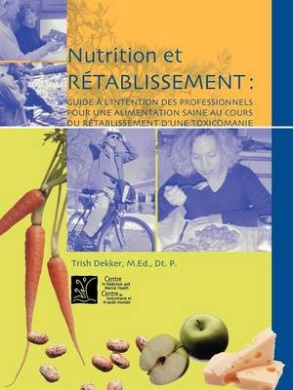 Nutrition et
RÉTABLISSEMENT :
GUIDE À L'INTENTION DES PROFESSIONNELS
POUR UNE ALIMENTATION SAINE AU COURS
DU RÉTABLISSEMENT D'UNE TOXICOMANIE
Trish Dekker, M.Ed., Dt. P.
Centre
for Addiction and
Mental Health
Centre de
toxicomanie et
de santé mentale